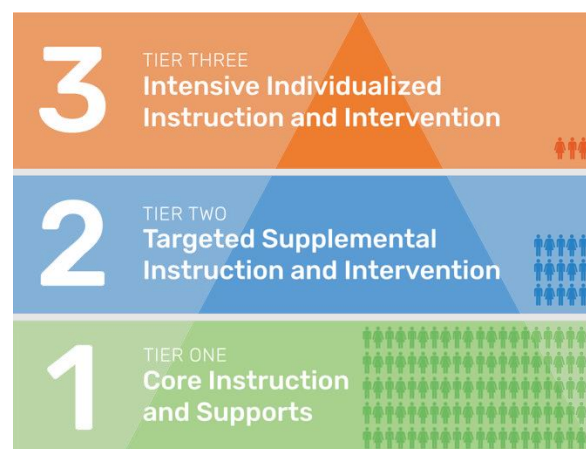 3
TIER THREE
Intensive Individualized
Instruction and Intervention
2
TIER TWO
Targeted Supplemental
Instruction and Intervention
1
TIER ONE
Core Instruction
and Supports